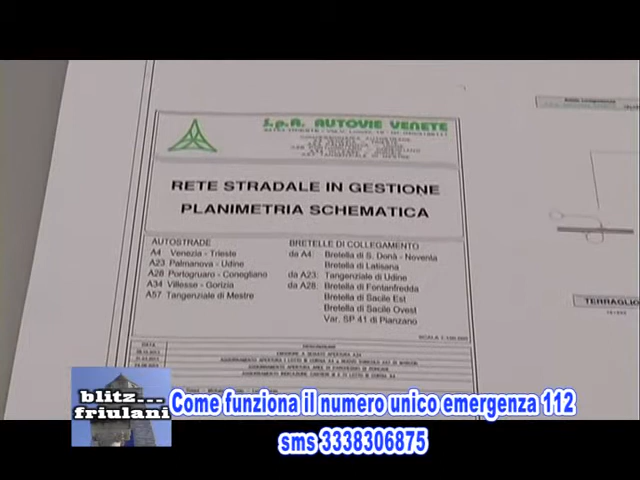 S.p.A. AUTOVIE VENETE
RETE STRADALE IN GESTIONE
PLANIMETRIA SCHEMATICA
AUTOSTRADE
A4 Venezia - Trieste
A23 Palmanova - Udine
A28 Portogruaro - Conegliano
A34 Villesse - Gorizia
A57 Tangenziale di Mestre
BRETELLE DI COLLEGAMENTO
da A4: Bretella di S. Donà - Noventa
Bretella di Latisana
da A23: Tangenziale di Udine
da A28: Bretella di Fontanfredda
Bretella di Sacile Est
Bretella di Sacile Ovest
Var. SP 41 di Pianzano
DATA
TERRAGLIO
blitz...
friulani
Come funziona il numero unico emergenza 112
sms 3338306875